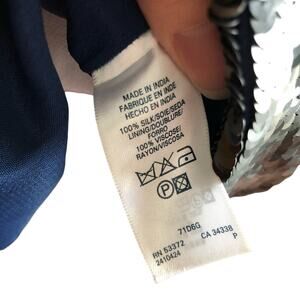 MADE IN INDIA
FABRIQUE EN INDE
HECHO EN INDIA
100% SILK/SOIE/SEDA
LINING/DOUBLURE/
FORRO
100% VISCOSE/
RAYON/VISCOSA
P
71D6G
RN 53372 CA 34338
2410424 P